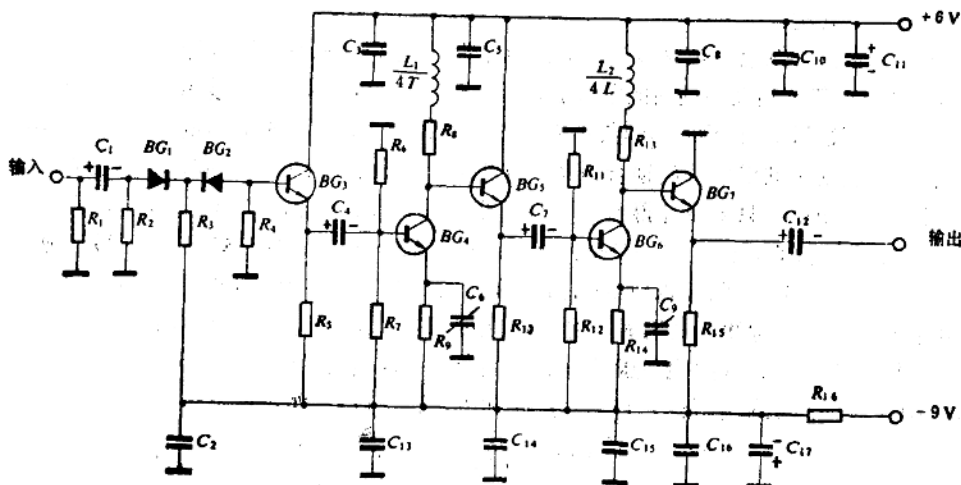 +6V
C3
C5
C8
C10
+ C11 -
L1
4T
L2
4L
R6
R8
R11
R13
输入
+ C1 -
BG1
BG2
BG3
BG4
BG5
BG6
BG7
R1
R2
R3
R4
+ C4 -
+ C7 -
+ C12 -
输出
R5
R7
R9
C6
R10
R12
R14
C9
R15
R16
-9V
C2
C13
C14
C15
C16
- C17 +